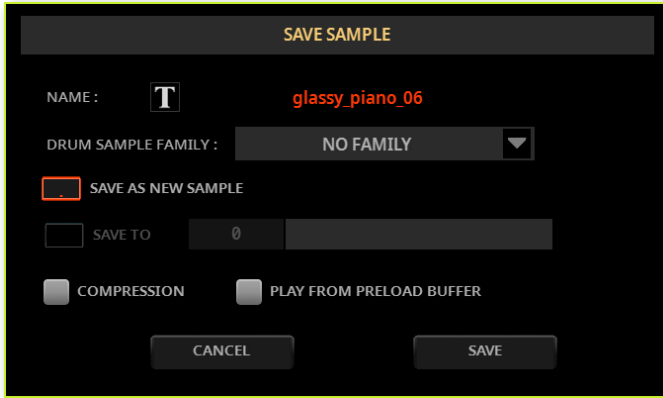 SAVE SAMPLE
NAME : T glassy_piano_06
DRUM SAMPLE FAMILY : NO FAMILY
SAVE AS NEW SAMPLE
SAVE TO 0
COMPRESSION PLAY FROM PRELOAD BUFFER
CANCEL SAVE